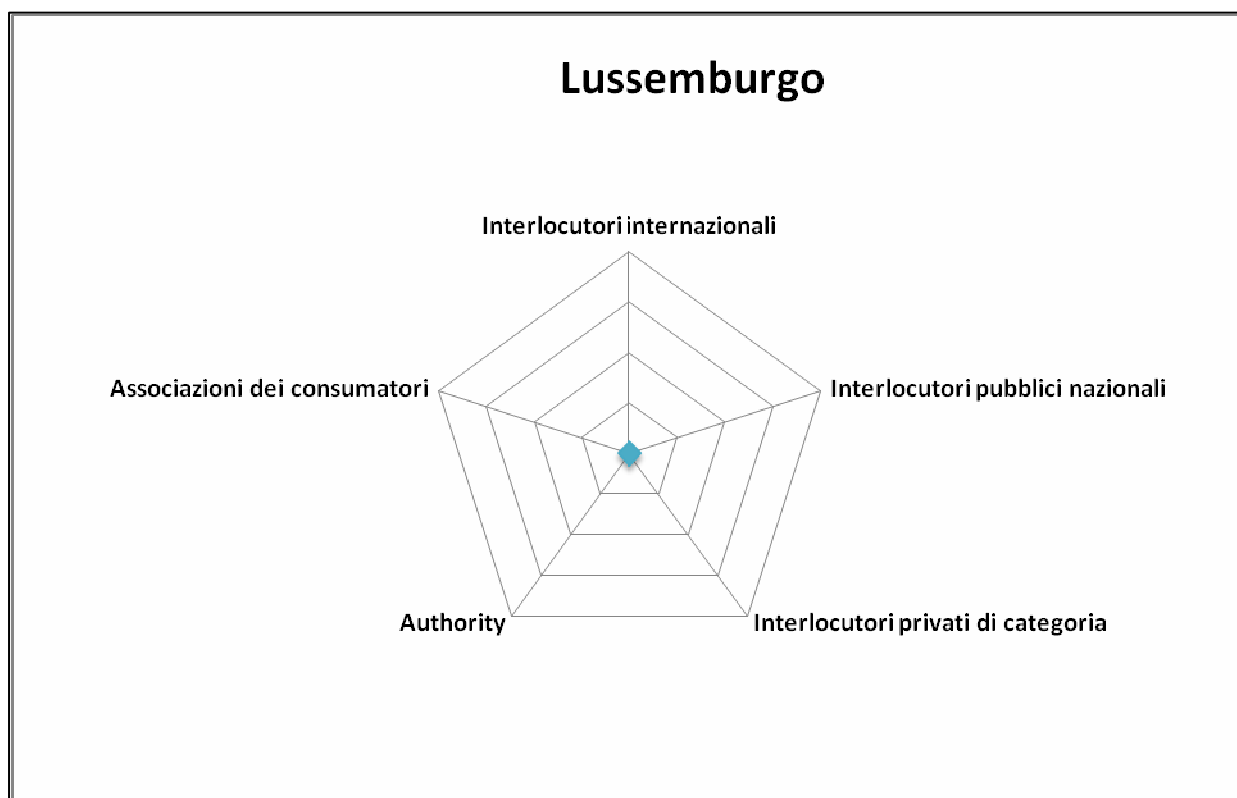 Lussemburgo
Interlocutori internazionali
Associazioni dei consumatori
Interlocutori pubblici nazionali
Authority
Interlocutori privati di categoria